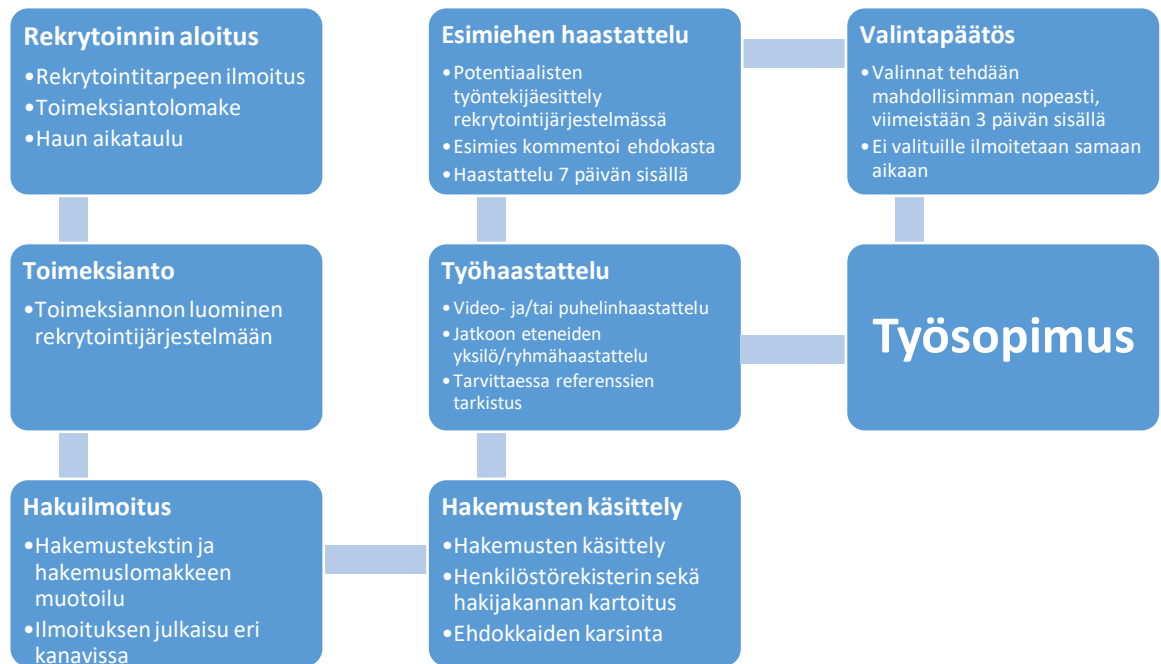 Rekrytoinnin aloitus
•Rekrytointitarpeen ilmoitus
•Toimeksiantolomake
•Haun aikataulu
Toimeksianto
•Toimeksiannon luominen
rekrytointijärjestelmään
Hakuilmoitus
•Hakemustekstin ja
hakemuslomakkeen
muotoilu
•Ilmoituksen julkaisu eri
kanavissa
Hakemusten käsittely
•Hakemusten käsittely
•Henkilöstörekisterin sekä
hakijakannan kartoitus
•Ehdokkaiden karsinta
Työhaastattelu
•Video- ja/tai puhelinhaastattelu
•Jatkoon eteneiden
yksilö/ryhmähaastattelu
•Tarvittaessa referenssien
tarkistus
Esimiehen haastattelu
•Potentiaalisten
työntekijäesittely
rekrytointijärjestelmässä
•Esimies kommentoi ehdokasta
•Haastattelu 7 päivän sisällä
Valintapäätös
•Valinnat tehdään
mahdollisimman nopeasti,
viimeistään 3 päivän sisällä
•Ei valituille ilmoitetaan samaan
aikaan
Työsopimus